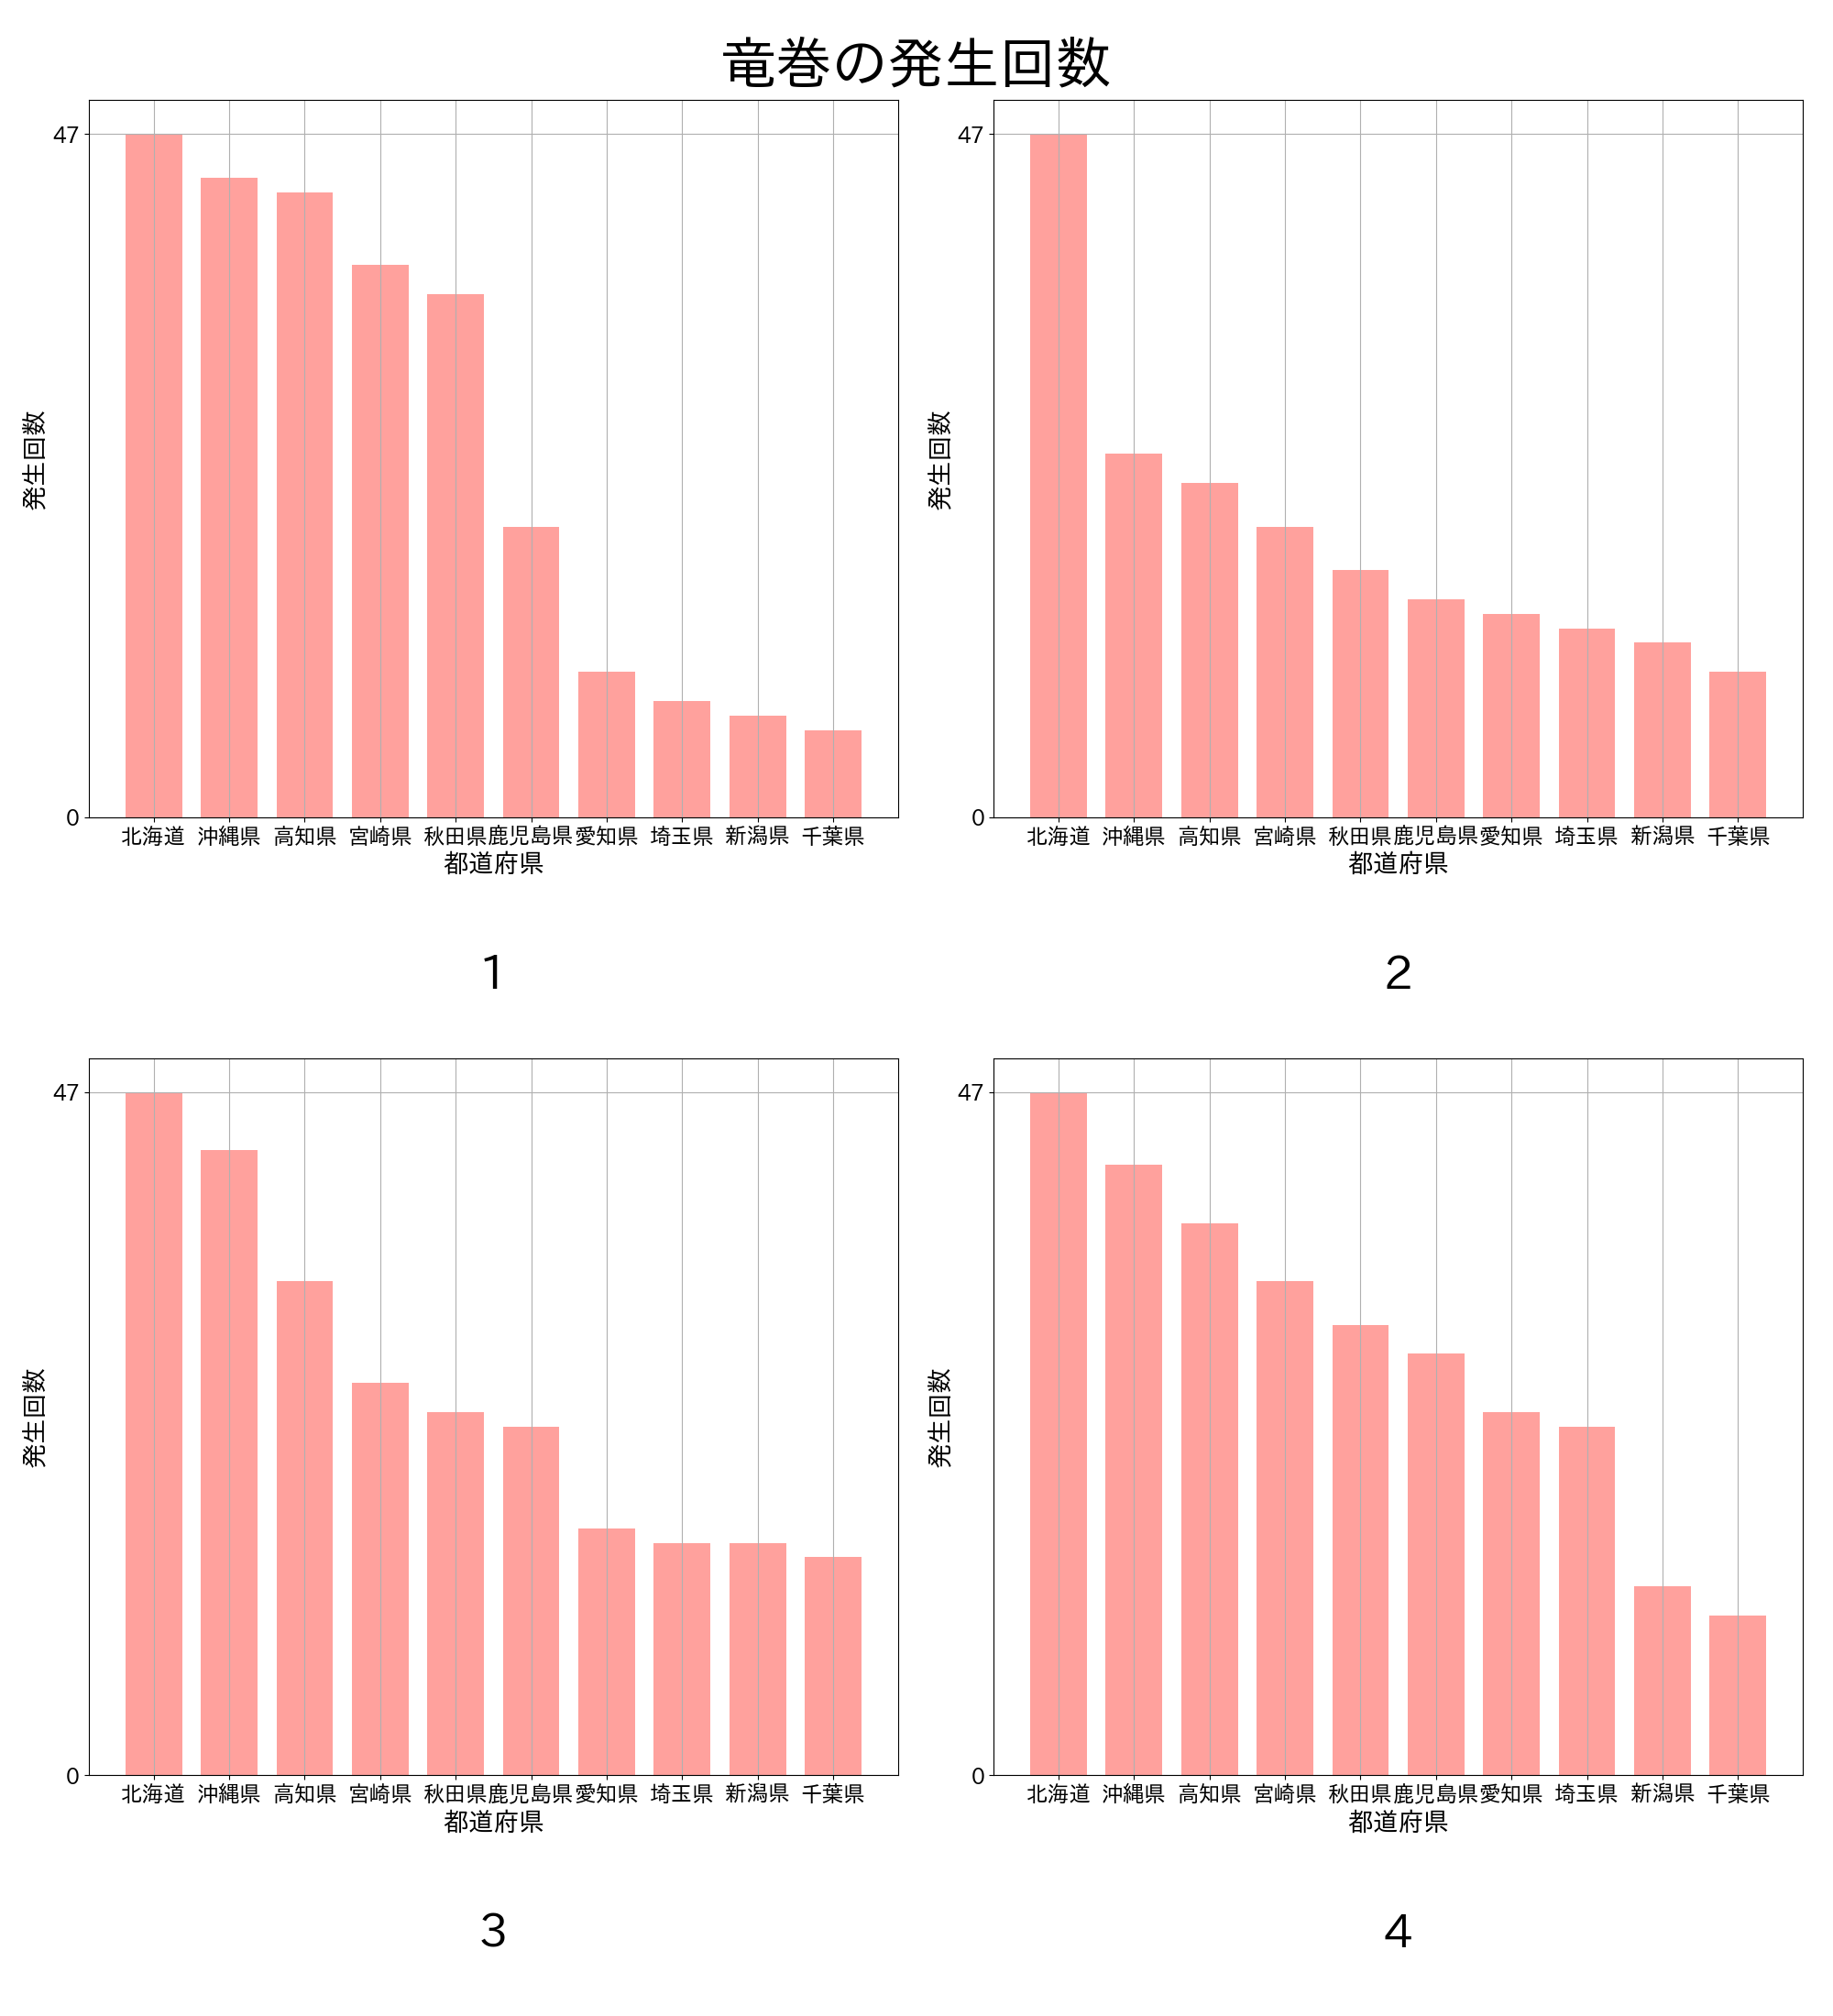 竜巻の発生回数
47
0
発生回数
北海道 沖縄県 高知県 宮崎県 秋田県 鹿児島県 愛知県 埼玉県 新潟県 千葉県
都道府県
1
47
0
発生回数
北海道 沖縄県 高知県 宮崎県 秋田県 鹿児島県 愛知県 埼玉県 新潟県 千葉県
都道府県
2
47
0
発生回数
北海道 沖縄県 高知県 宮崎県 秋田県 鹿児島県 愛知県 埼玉県 新潟県 千葉県
都道府県
3
47
0
発生回数
北海道 沖縄県 高知県 宮崎県 秋田県 鹿児島県 愛知県 埼玉県 新潟県 千葉県
都道府県
4